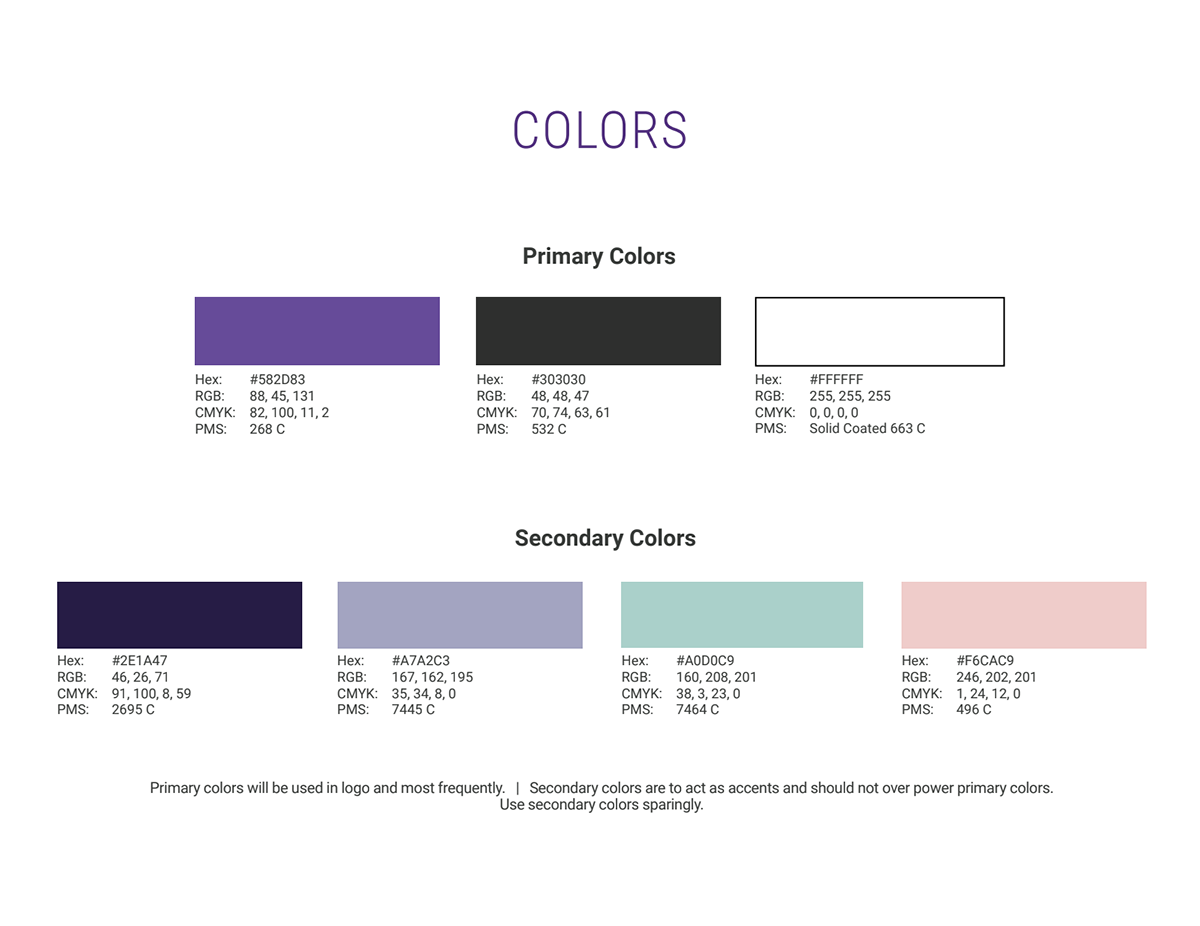 COLORS
Primary Colors
Hex: #582D83
RGB: 88, 45, 131
CMYK: 82, 100, 11, 2
PMS: 268 C
Hex: #303030
RGB: 48, 48, 47
CMYK: 70, 74, 63, 61
PMS: 532 C
Hex: #FFFFFF
RGB: 255, 255, 255
CMYK: 0, 0, 0, 0
PMS: Solid Coated 663 C
Secondary Colors
Hex: #2E1A47
RGB: 46, 26, 71
CMYK: 91, 100, 8, 59
PMS: 2695 C
Hex: #A7A2C3
RGB: 167, 162, 195
CMYK: 35, 34, 8, 0
PMS: 7445 C
Hex: #A0D0C9
RGB: 160, 208, 201
CMYK: 38, 3, 23, 0
PMS: 7464 C
Hex: #F6CAC9
RGB: 246, 202, 201
CMYK: 1, 24, 12, 0
PMS: 496 C
Primary colors will be used in logo and most frequently. | Secondary colors are to act as accents and should not over power primary colors.
Use secondary colors sparingly.